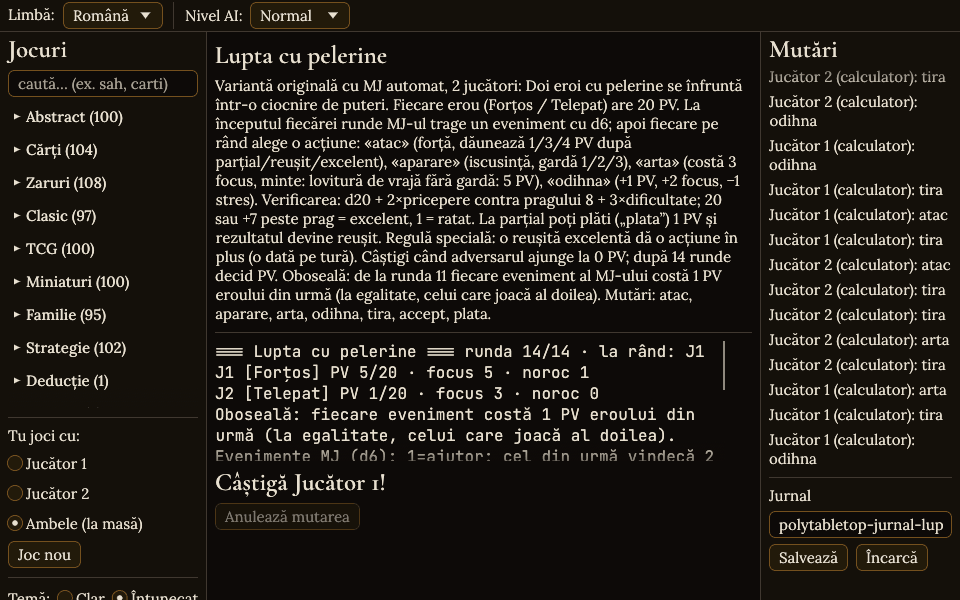 Limbă: Română ▼ Nivel AI: Normal ▼
Jocuri
caută... (ex. sah, carti)
▸ Abstract (100)
▸ Cărți (104)
▸ Zaruri (108)
▸ Clasic (97)
▸ TCG (100)
▸ Miniaturi (100)
▸ Familie (95)
▸ Strategie (102)
▸ Deducție (1)
Tu joci cu:
Jucător 1
Jucător 2
Ambele (la masă)
Joc nou
Temă: Clar Întunecat
Lupta cu pelerine
Variantă originală cu MJ automat, 2 jucători: Doi eroi cu pelerine se înfruntă
într-o ciocnire de puteri. Fiecare erou (Forțos / Telepat) are 20 PV. La
începutul fiecărei runde MJ-ul trage un eveniment cu d6; apoi fiecare pe
rând alege o acțiune: «atac» (forță, dăunează 1/3/4 PV după
parțial/reușit/excelent), «aparare» (iscusință, gardă 1/2/3), «arta» (costă 3
focus, minte: lovitură de vrajă fără gardă: 5 PV), «odihna» (+1 PV, +2 focus, −1
stres). Verificarea: d20 + 2×pricepere contra pragului 8 + 3×dificultate; 20
sau +7 peste prag = excelent, 1 = ratat. La parțial poți plăti („plata”) 1 PV și
rezultatul devine reușit. Regulă specială: o reușită excelentă dă o acțiune în
plus (o dată pe tură). Câștigi când adversarul ajunge la 0 PV; după 14 runde
decid PV. Oboseală: de la runda 11 fiecare eveniment al MJ-ului costă 1 PV
eroului din urmă (la egalitate, celui care joacă al doilea). Mutări: atac,
aparare, arta, odihna, tira, accept, plata.
═══ Lupta cu pelerine ═══ runda 14/14 · la rând: J1
J1 [Forțos] PV 5/20 · focus 5 · noroc 1
J2 [Telepat] PV 1/20 · focus 3 · noroc 0
Oboseală: fiecare eveniment costă 1 PV eroului din
urmă (la egalitate, celui care joacă al doilea).
Evenimente MJ (d6): 1=ajutor: cel din urmă vindecă 2
Câștigă Jucător 1!
Anulează mutarea
Mutări
Jucător 2 (calculator): tira
Jucător 2 (calculator):
odihna
Jucător 1 (calculator):
odihna
Jucător 1 (calculator): tira
Jucător 1 (calculator): atac
Jucător 1 (calculator): tira
Jucător 2 (calculator): atac
Jucător 2 (calculator): tira
Jucător 2 (calculator): tira
Jucător 2 (calculator): arta
Jucător 2 (calculator): tira
Jucător 1 (calculator): arta
Jucător 1 (calculator): tira
Jucător 1 (calculator):
odihna
Jurnal
polytabletop-jurnal-lup
Salvează Încarcă